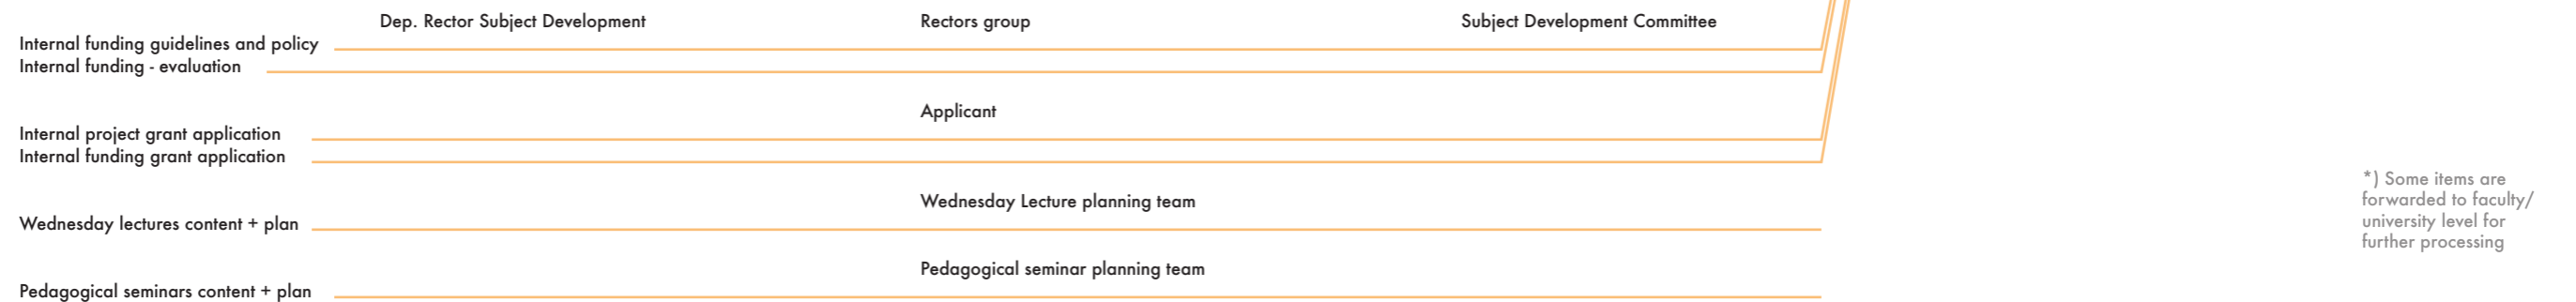 Dep. Rector Subject Development
Rectors group
Subject Development Committee
Internal funding guidelines and policy
Internal funding - evaluation
Applicant
Internal project grant application
Internal funding grant application
Wednesday Lecture planning team
Wednesday lectures content + plan
Pedagogical seminar planning team
Pedagogical seminars content + plan
*) Some items are
forwarded to faculty/
university level for
further processing